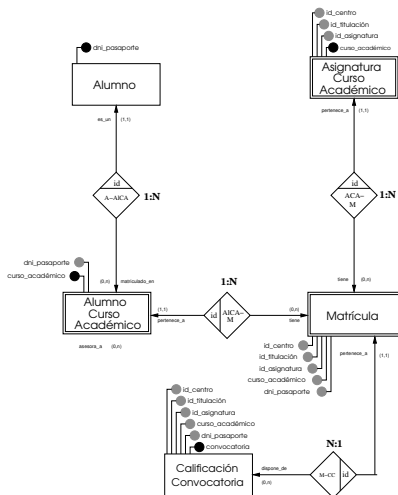 id_centro
id_titulación
id_asignatura
curso_académico
dni_pasaporte
Alumno
Asignatura
Curso
Académico
es_un (1,1)
pertenece_a (1,1)
id
A-AICA
1:N
id
ACA-
M
1:N
dni_pasaporte
curso_académico
(0,n) matriculado_en
1:N
tiene (0,n)
Alumno
Curso
Académico
(1,1)
pertenece_a
id
AICA-
M
(0,n)
tiene
Matrícula
asesora_a (0,n)
id_centro
id_titulación
id_asignatura
curso_académico
dni_pasaporte
pertenece_a
(1,1)
id_centro
id_titulación
id_asignatura
curso_académico
dni_pasaporte
convocatoria
N:1
Calificación
Convocatoria
dispone_de
(0,n)
M-CC
id